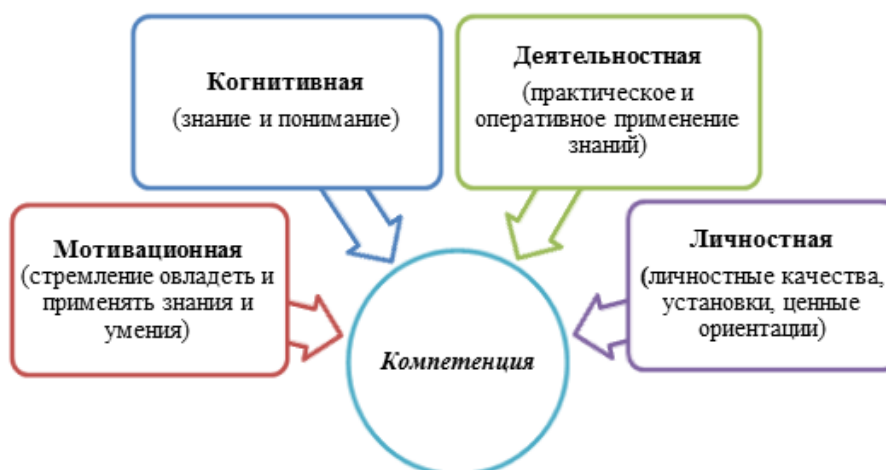 Когнитивная
(знание и понимание)
Деятельностная
(практическое и
оперативное применение
знаний)
Мотивационная
(стремление овладеть и
применять знания и
умения)
Личностная
(личностные качества,
установки, ценные
ориентации)
Компетенция